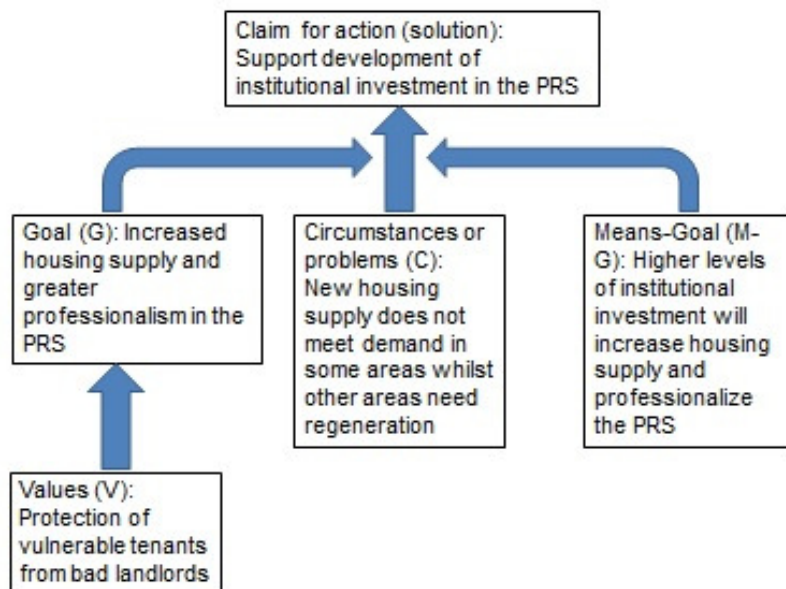 Claim for action (solution):
Support development of
institutional investment in the PRS
Goal (G): Increased
housing supply and
greater
professionalism in the
PRS
Circumstances or
problems (C):
New housing
supply does not
meet demand in
some areas whilst
other areas need
regeneration
Means-Goal (M-
G): Higher levels
of institutional
investment will
increase housing
supply and
professionalize
the PRS
Values (V):
Protection of
vulnerable tenants
from bad landlords